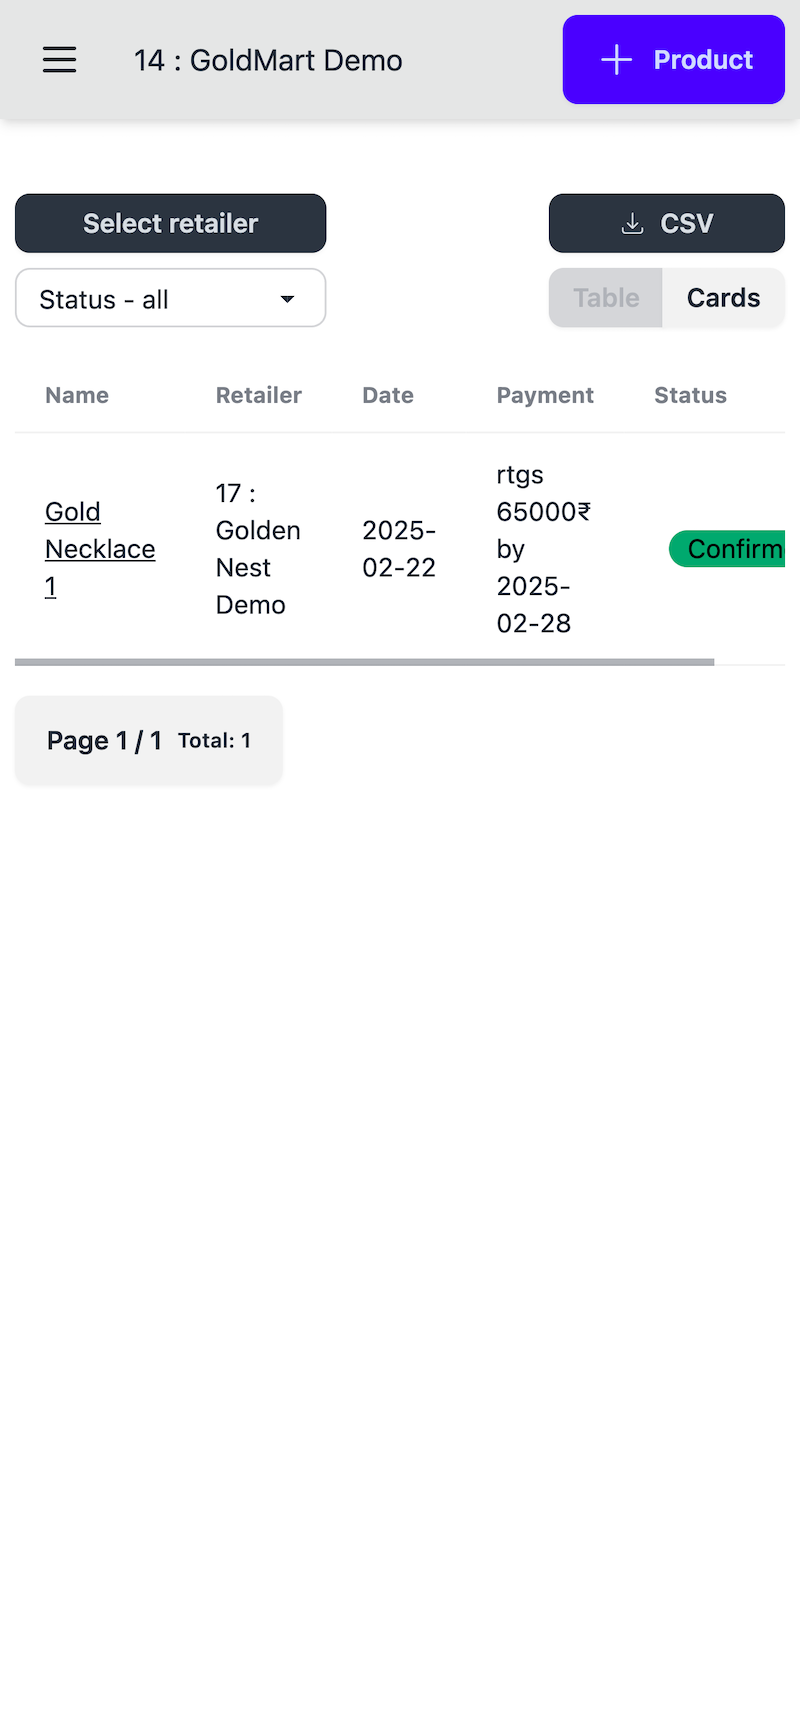 14 : GoldMart Demo
Product
Select retailer
CSV
Status - all
Table
Cards
Name
Retailer
Date
Payment
Status
Gold
Necklace
1
17 :
Golden
Nest
Demo
2025-
02-22
rtgs
65000₹
by
2025-
02-28
Confirm
Page 1 / 1 Total: 1